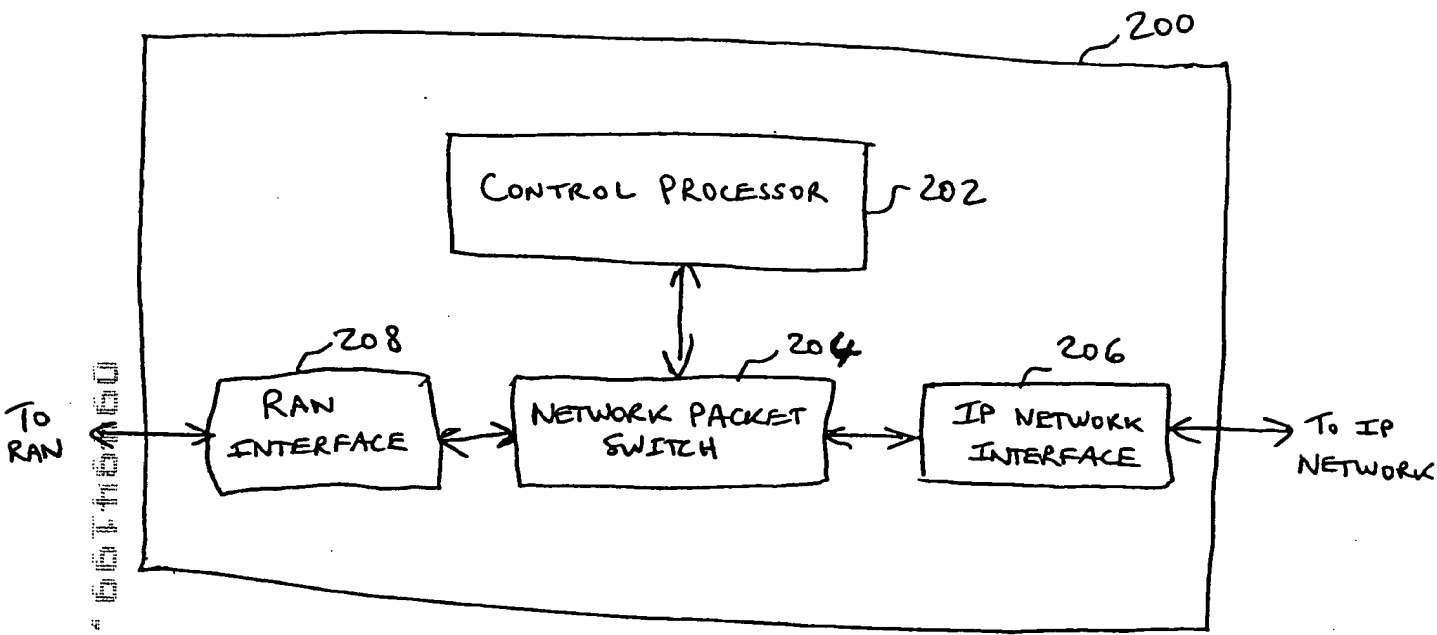 200
CONTROL PROCESSOR
202
208
204
206
TO
RAN
RAN
INTERFACE
NETWORK PACKET
SWITCH
IP NETWORK
INTERFACE
TO IP
NETWORK